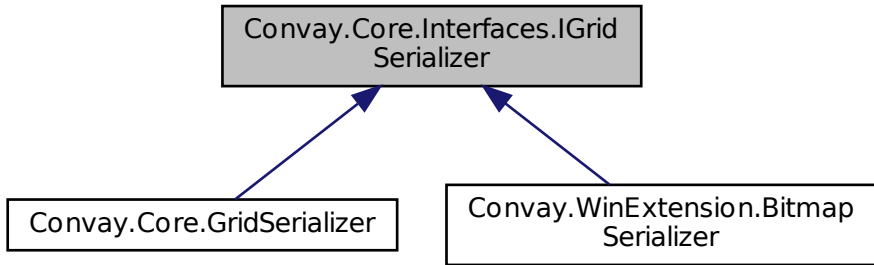 Convay.Core.Interfaces.IGrid
Serializer
Convay.Core.GridSerializer
Convay.WinExtension.Bitmap
Serializer